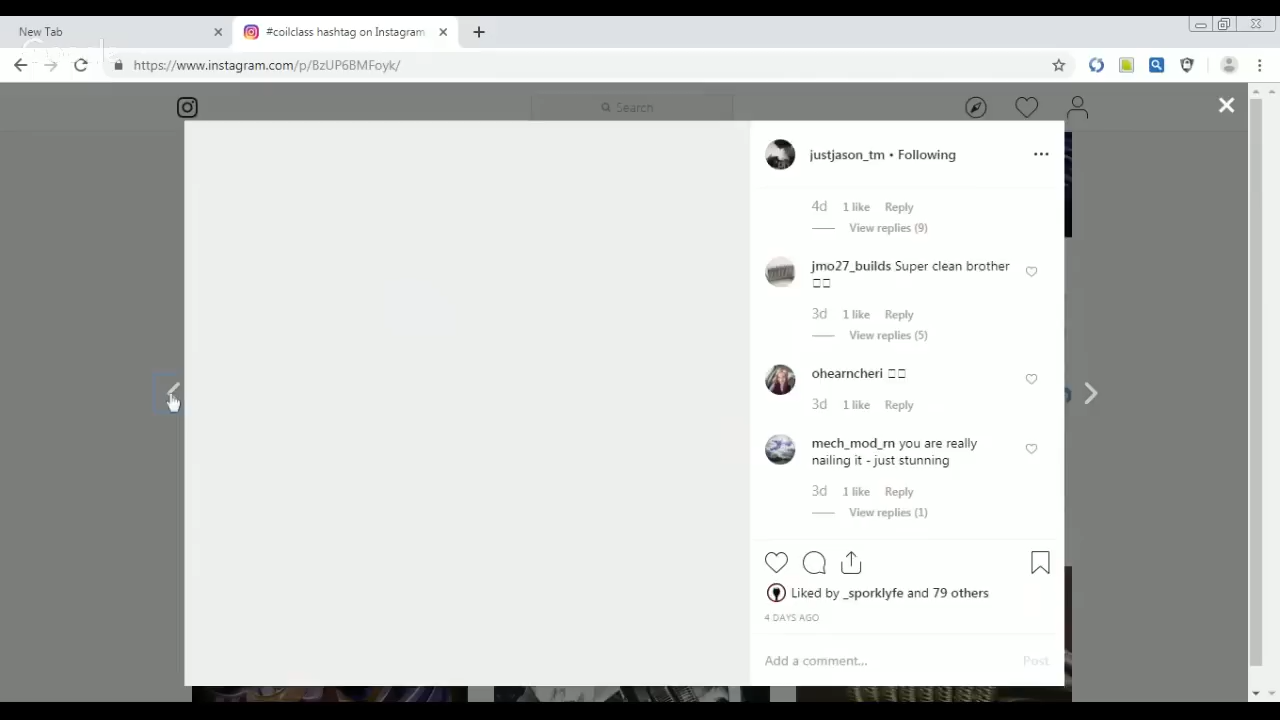 New Tab
#coilclass hashtag on Instagram
Google
https://www.instagram.com/p/BzUP6BMFoyk/
Search
justjason_tm • Following
4d 1 like Reply
View replies (9)
jmo27_builds Super clean brother
3d 1 like Reply
View replies (5)
ohearncheri
3d 1 like Reply
mech_mod_rn you are really
nailing it - just stunning
3d 1 like Reply
View replies (1)
Liked by _sporklyfe and 79 others
4 DAYS AGO
Add a comment...
Post